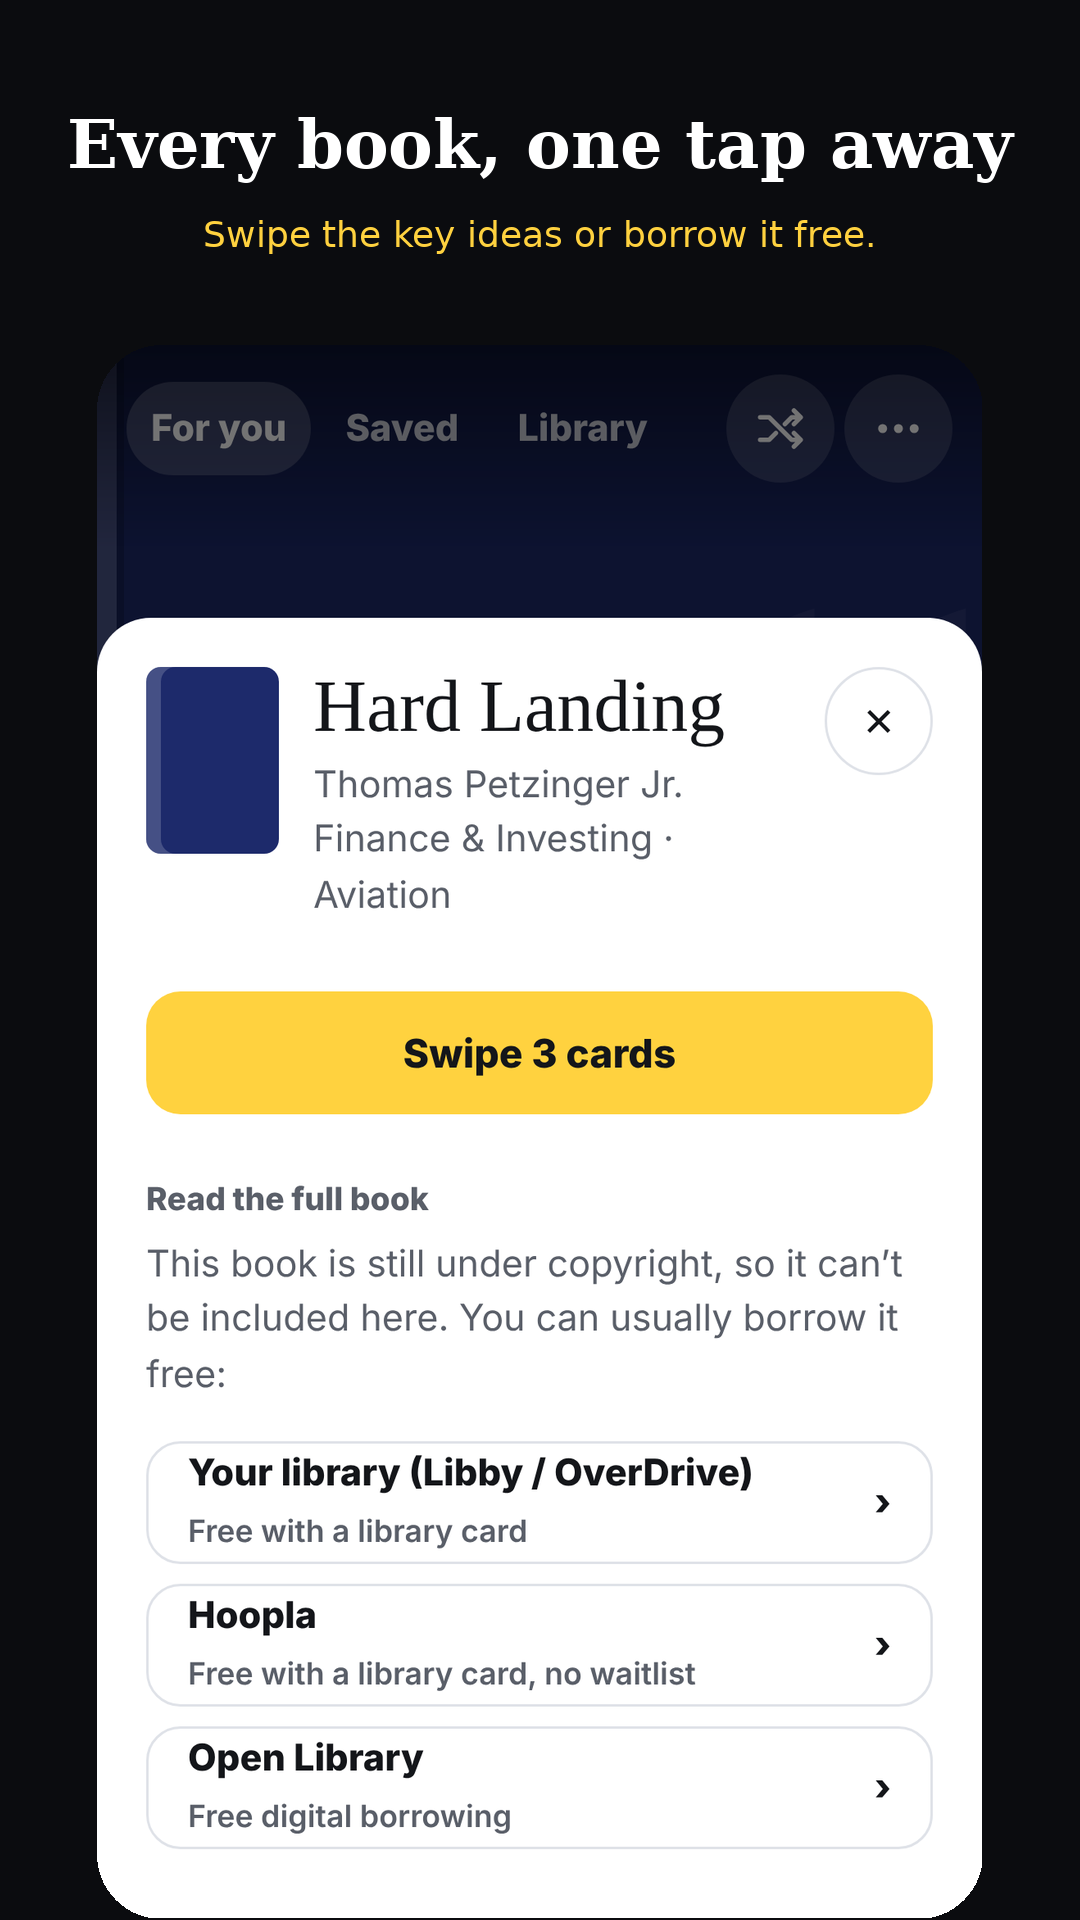 Every book, one tap away
Swipe the key ideas or borrow it free.
For you Saved Library
Hard Landing
Thomas Petzinger Jr.
Finance & Investing ·
Aviation
Swipe 3 cards
Read the full book
This book is still under copyright, so it can’t
be included here. You can usually borrow it
free:
Your library (Libby / OverDrive)
Free with a library card
Hoopla
Free with a library card, no waitlist
Open Library
Free digital borrowing